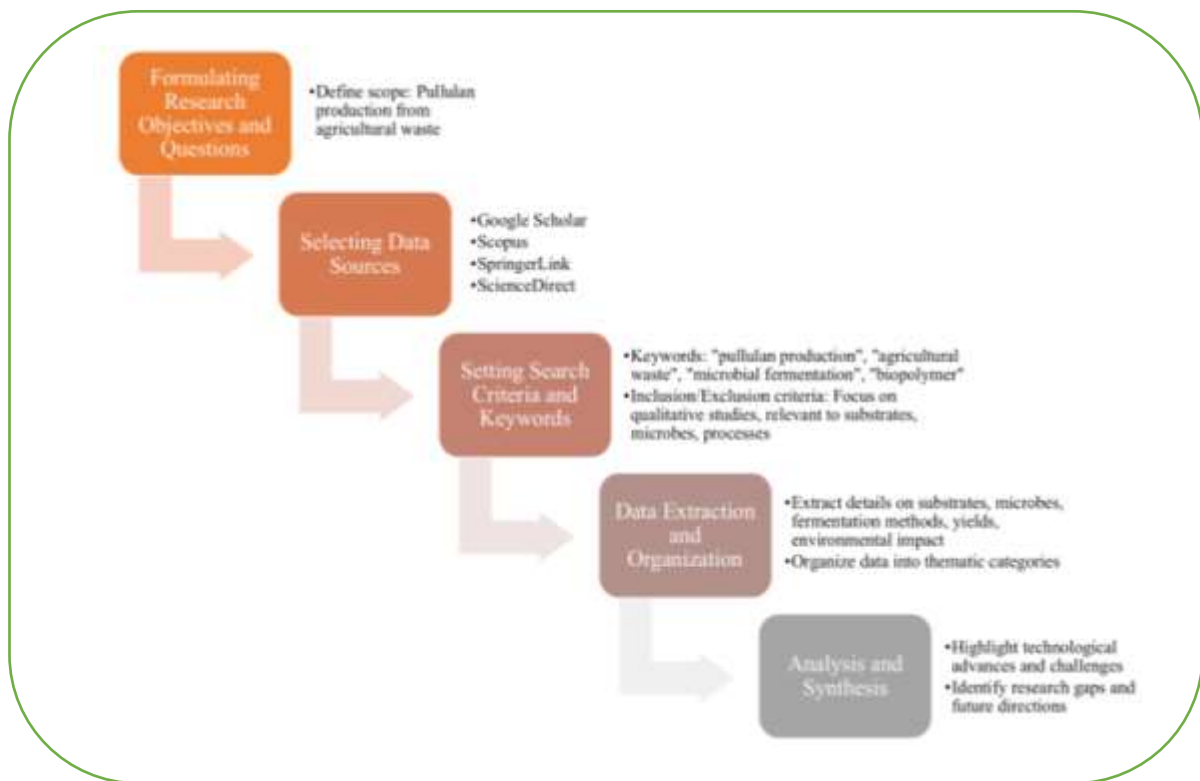 Formulating
Research
Objectives and
Questions
•Define scope: Pullulan
production from
agricultural waste
Selecting Data
Sources
•Google Scholar
•Scopus
•SpringerLink
•ScienceDirect
Setting Search
Criteria and
Keywords
•Keywords: "pullulan production", "agricultural
waste", "microbial fermentation", "biopolymer"
•Inclusion/Exclusion criteria: Focus on
qualitative studies, relevant to substrates,
microbes, processes
Data Extraction
and
Organization
•Extract details on substrates, microbes,
fermentation methods, yields,
environmental impact
•Organize data into thematic categories
Analysis and
Synthesis
•Highlight technological
advances and challenges
•Identify research gaps and
future directions